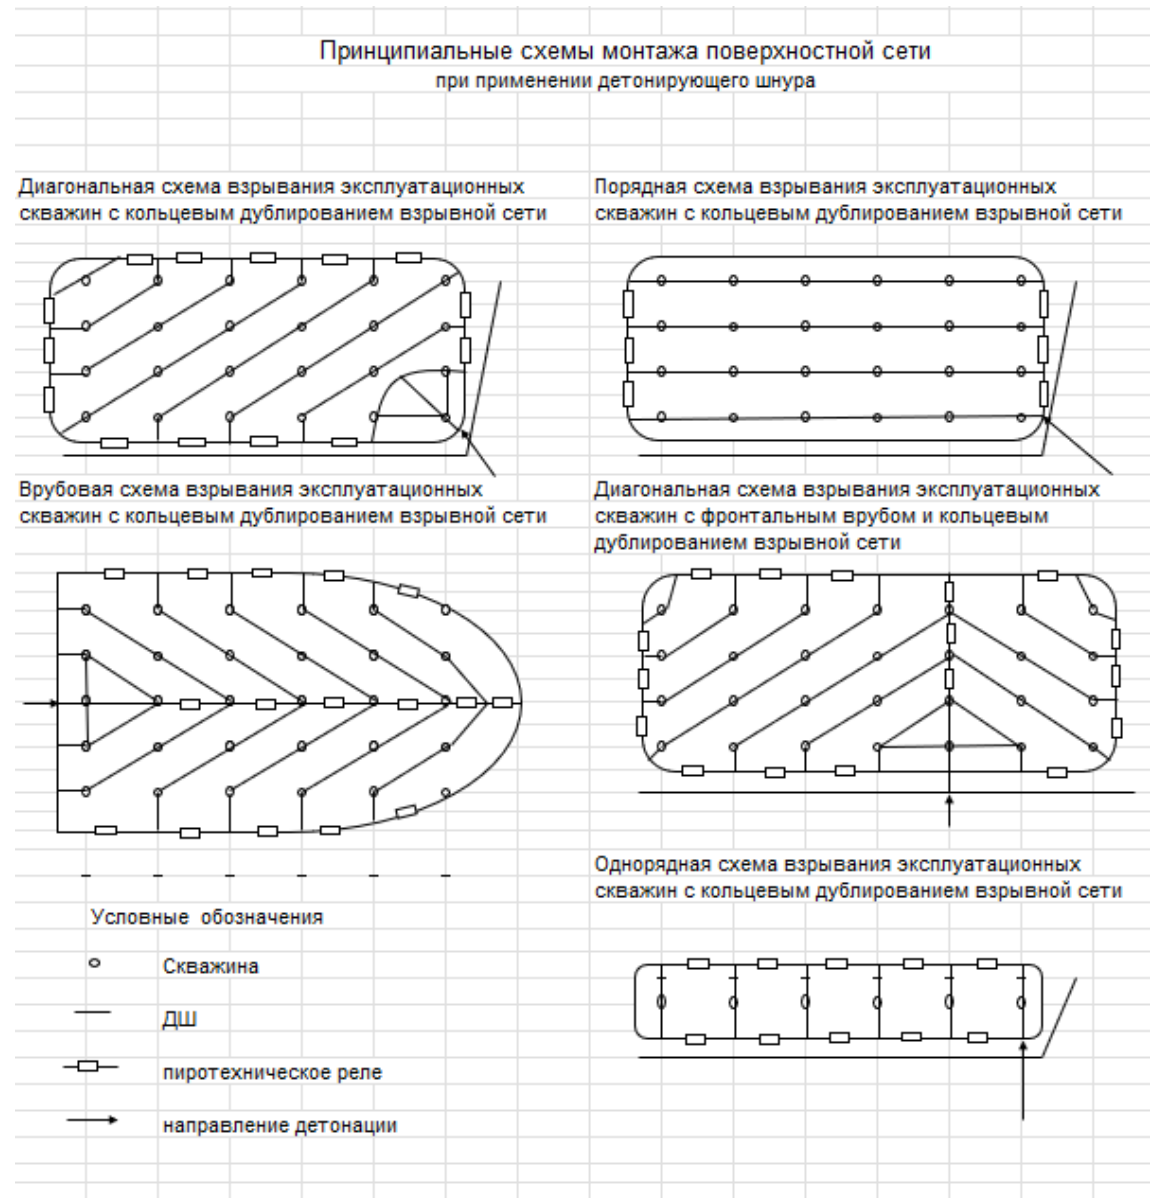 Принципиальные схемы монтажа поверхностной сети
при применении детонирующего шнура
Диагональная схема взрывания эксплуатационных
скважин с кольцевым дублированием взрывной сети
Порядная схема взрывания эксплуатационных
скважин с кольцевым дублированием взрывной сети
Врубовая схема взрывания эксплуатационных
скважин с кольцевым дублированием взрывной сети
Диагональная схема взрывания эксплуатационных
скважин с фронтальным врубом и кольцевым
дублированием взрывной сети
Однорядная схема взрывания эксплуатационных
скважин с кольцевым дублированием взрывной сети
Условные обозначения
Скважина
ДШ
пиротехническое реле
направление детонации